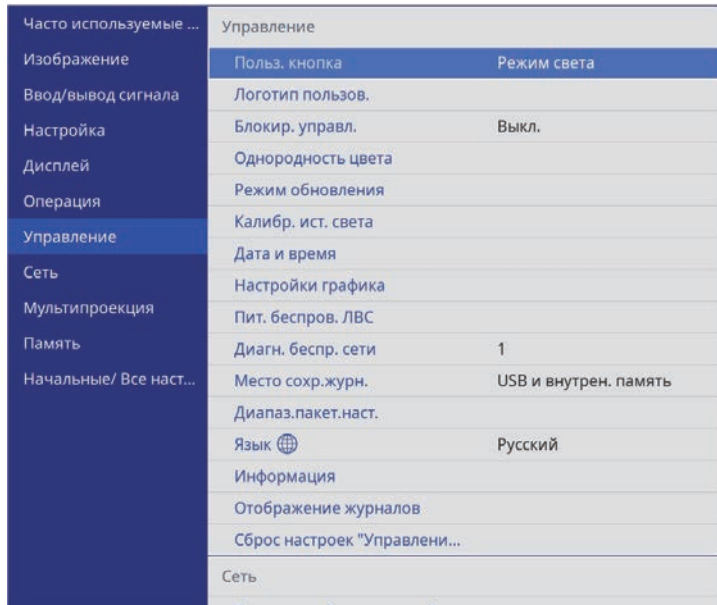 Часто используемые ...
Изображение
Ввод/вывод сигнала
Настройка
Дисплей
Операция
Управление
Сеть
Мультипроекция
Память
Начальные/ Все наст...
Управление
Польз. кнопка Режим света
Логотип пользов.
Блокир. управл. Выкл.
Однородность цвета
Режим обновления
Калибр. ист. света
Дата и время
Настройки графика
Пит. беспров. ЛВС
Диагн. беспр. сети 1
Место сохр.журн. USB и внутрен. память
Диапаз.пакет.наст.
Язык Русский
Информация
Отображение журналов
Сброс настроек "Управлени...
Сеть